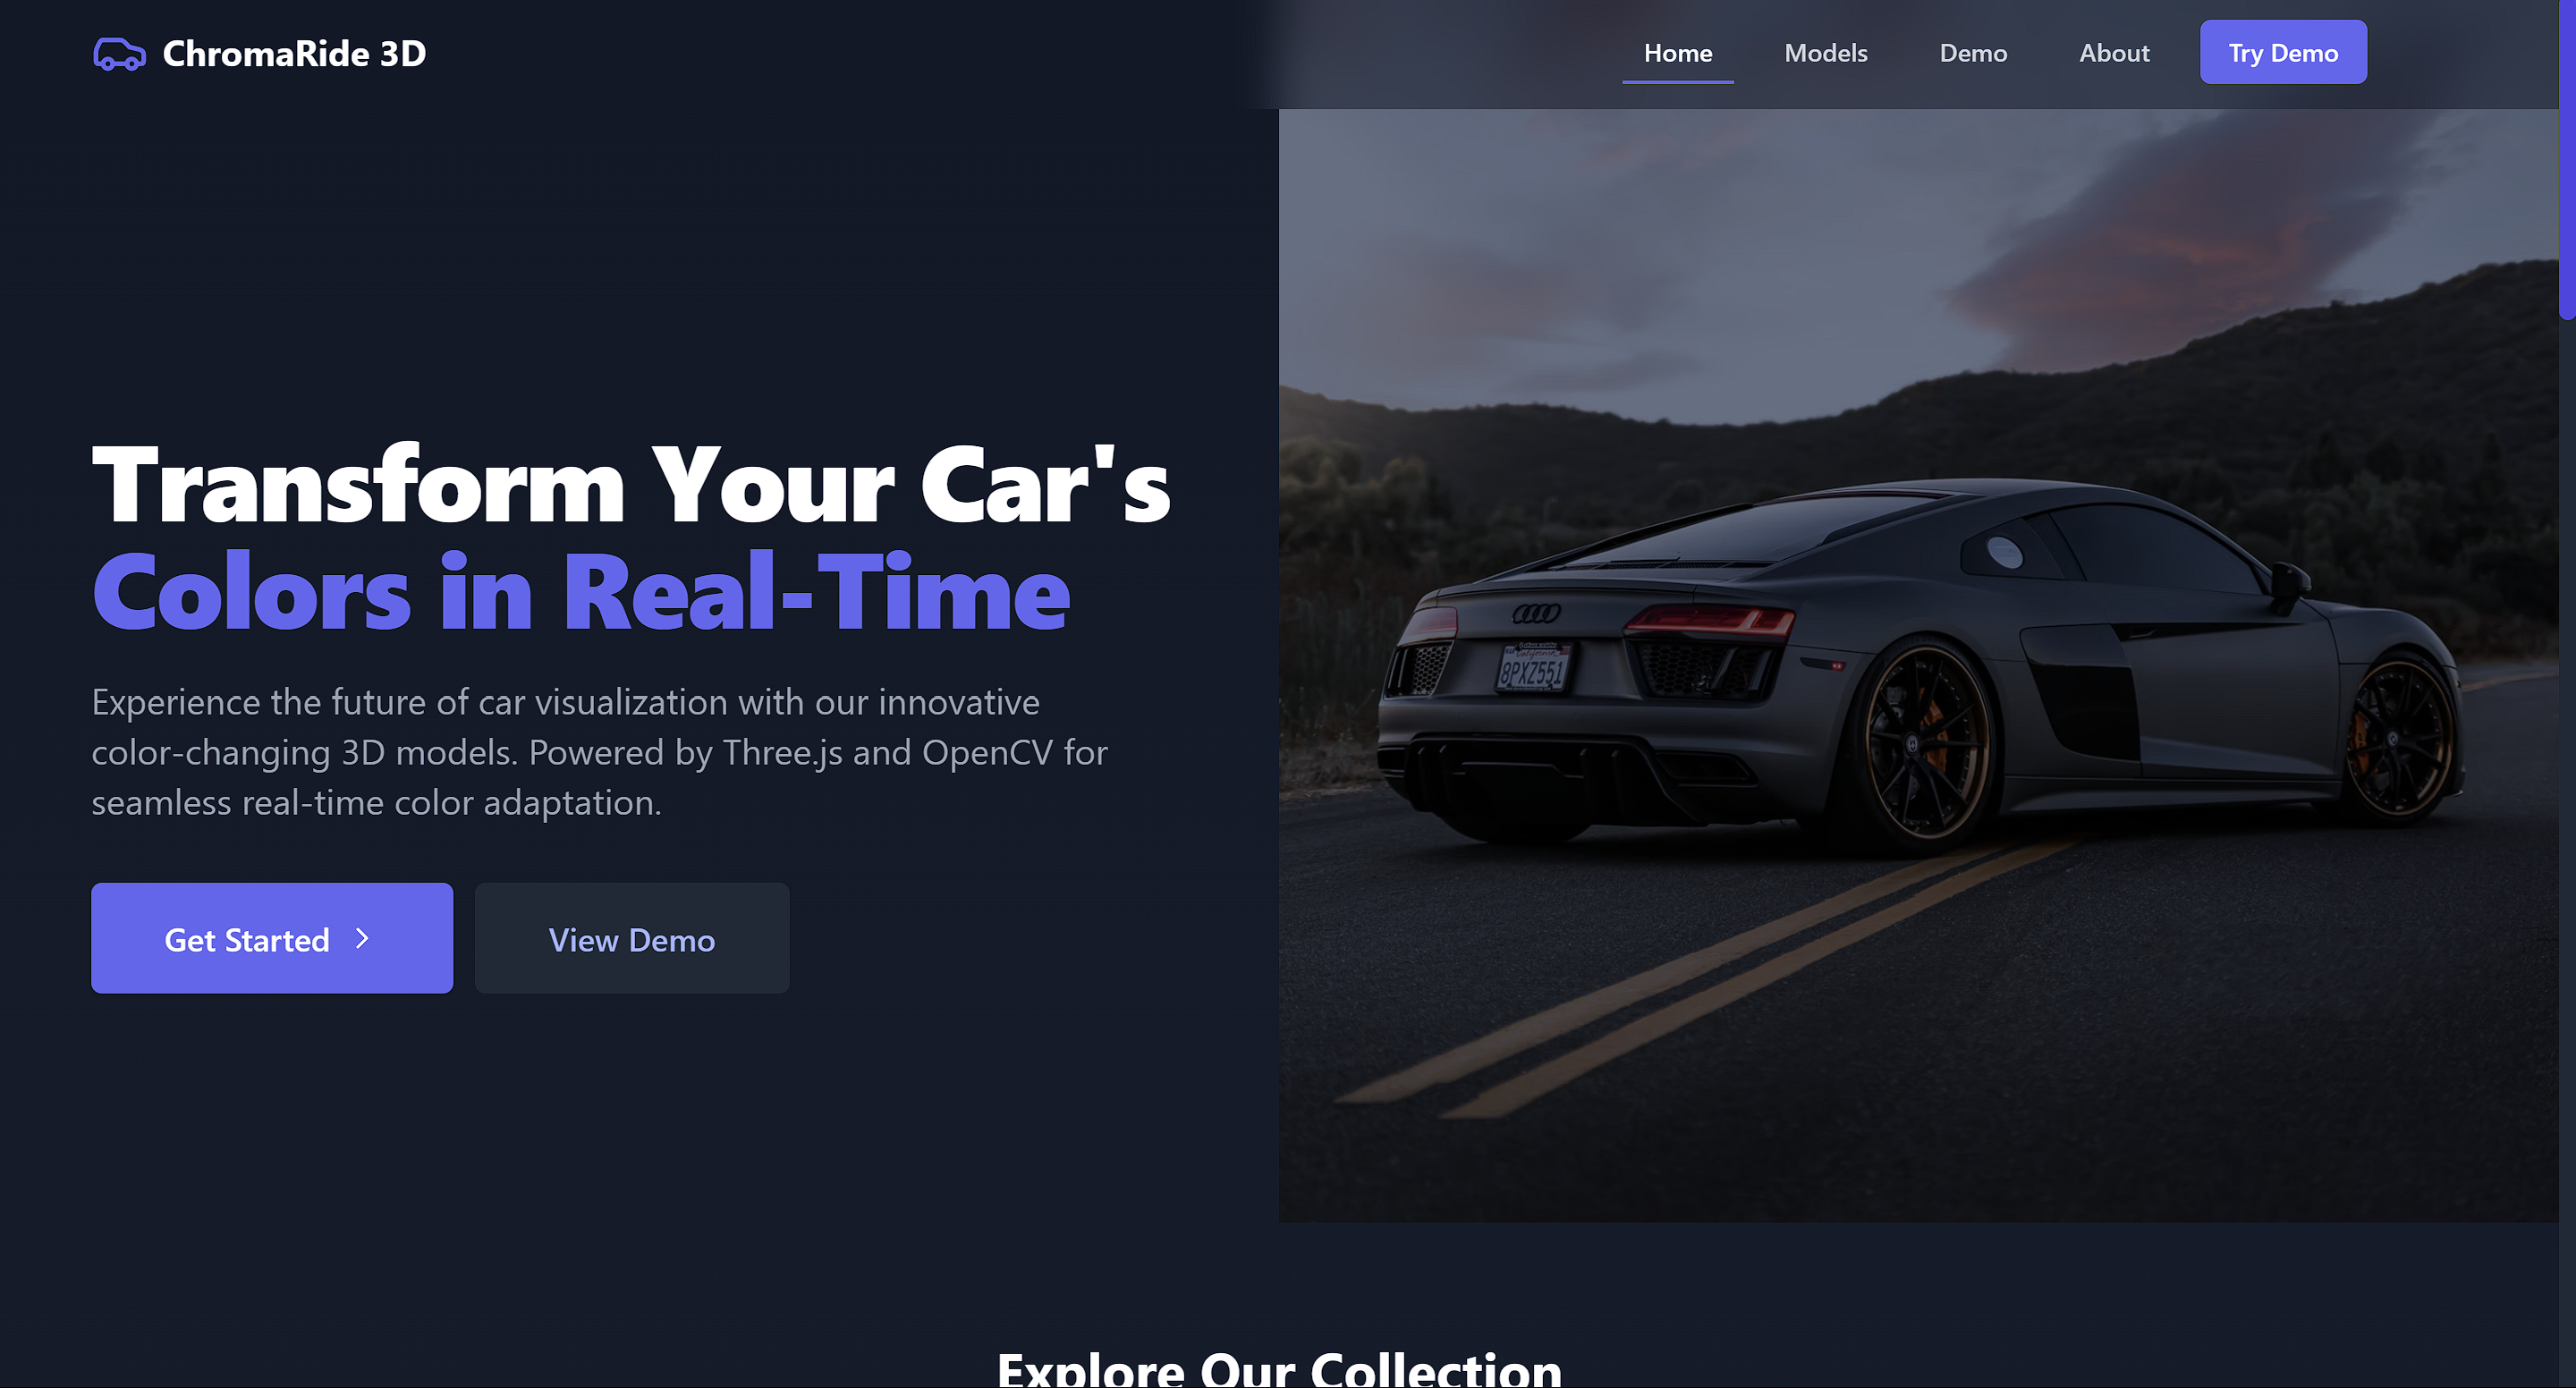 ChromaRide 3D
Home
Models
Demo
About
Try Demo
Transform Your Car's
Colors in Real-Time
Experience the future of car visualization with our innovative
color-changing 3D models. Powered by Three.js and OpenCV for
seamless real-time color adaptation.
Get Started
View Demo
California
8PXZ551
Explore Our Collection